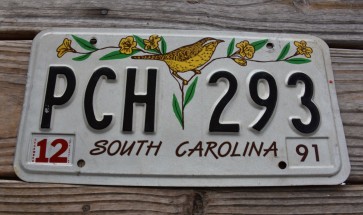 PCH 293
12 SOUTH CAROLINA 91